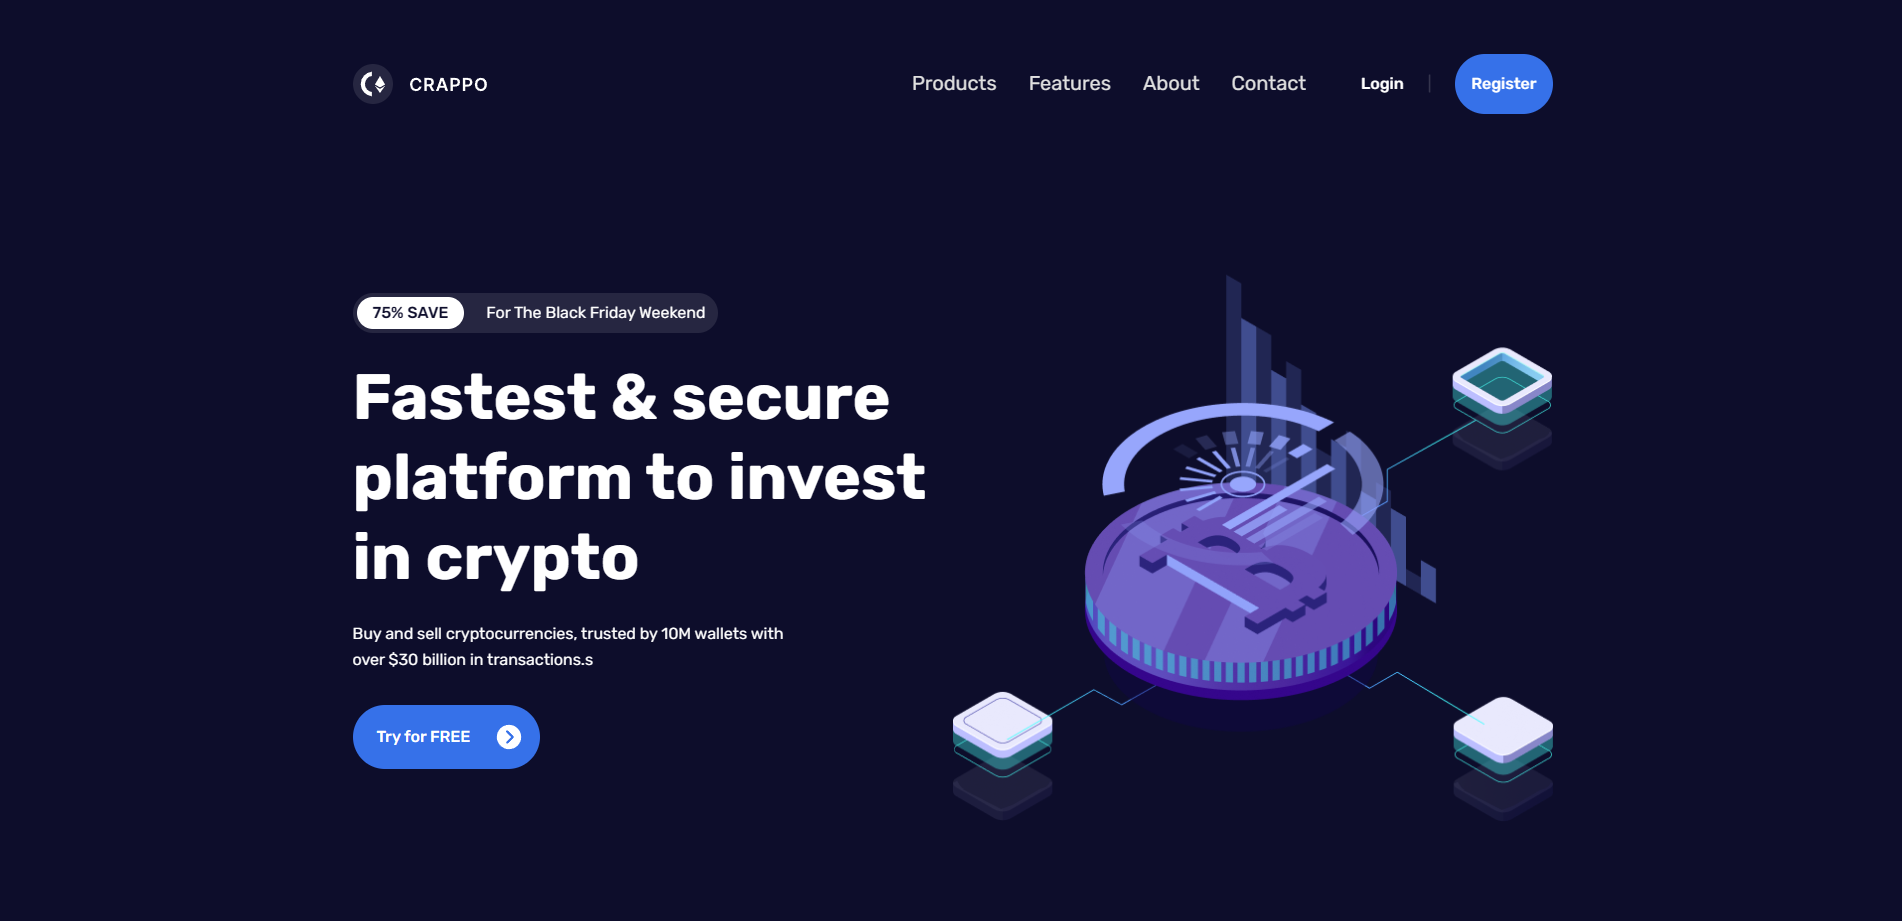 CRAPPO
Products Features About Contact Login | Register
75% SAVE For The Black Friday Weekend
Fastest & secure
platform to invest
in crypto
Buy and sell cryptocurrencies, trusted by 10M wallets with
over $30 billion in transactions.s
Try for FREE